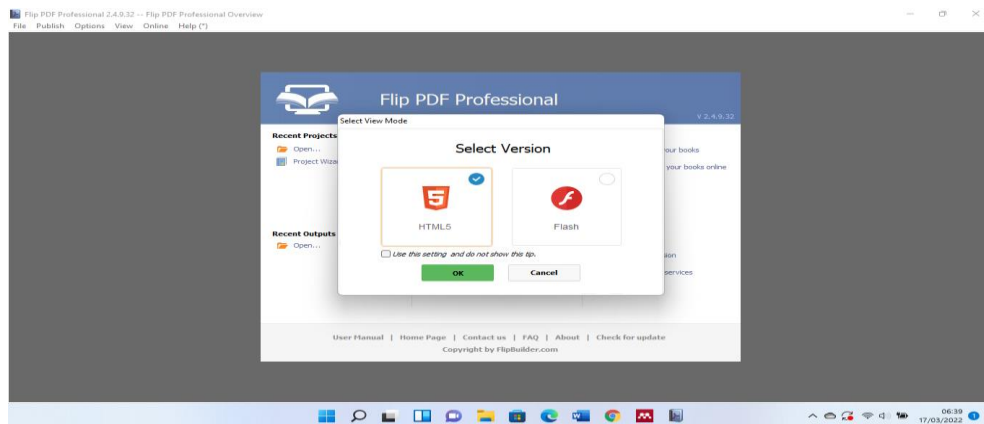 Flip PDF Professional 2.4.9.32 -- Flip PDF Professional Overview
File Publish Options View Online Help (*)
Flip PDF Professional
V 2.4.9.32
Select View Mode
Recent Projects
Open...
Project Wiza
Select Version
HTML5
Flash
Use this setting and do not show this tip.
OK
Cancel
our books
your books online
Recent Outputs
Open...
sion
services
User Manual | Home Page | Contact us | FAQ | About | Check for update
Copyright by FlipBuilder.com
06:39
17/03/2022
1